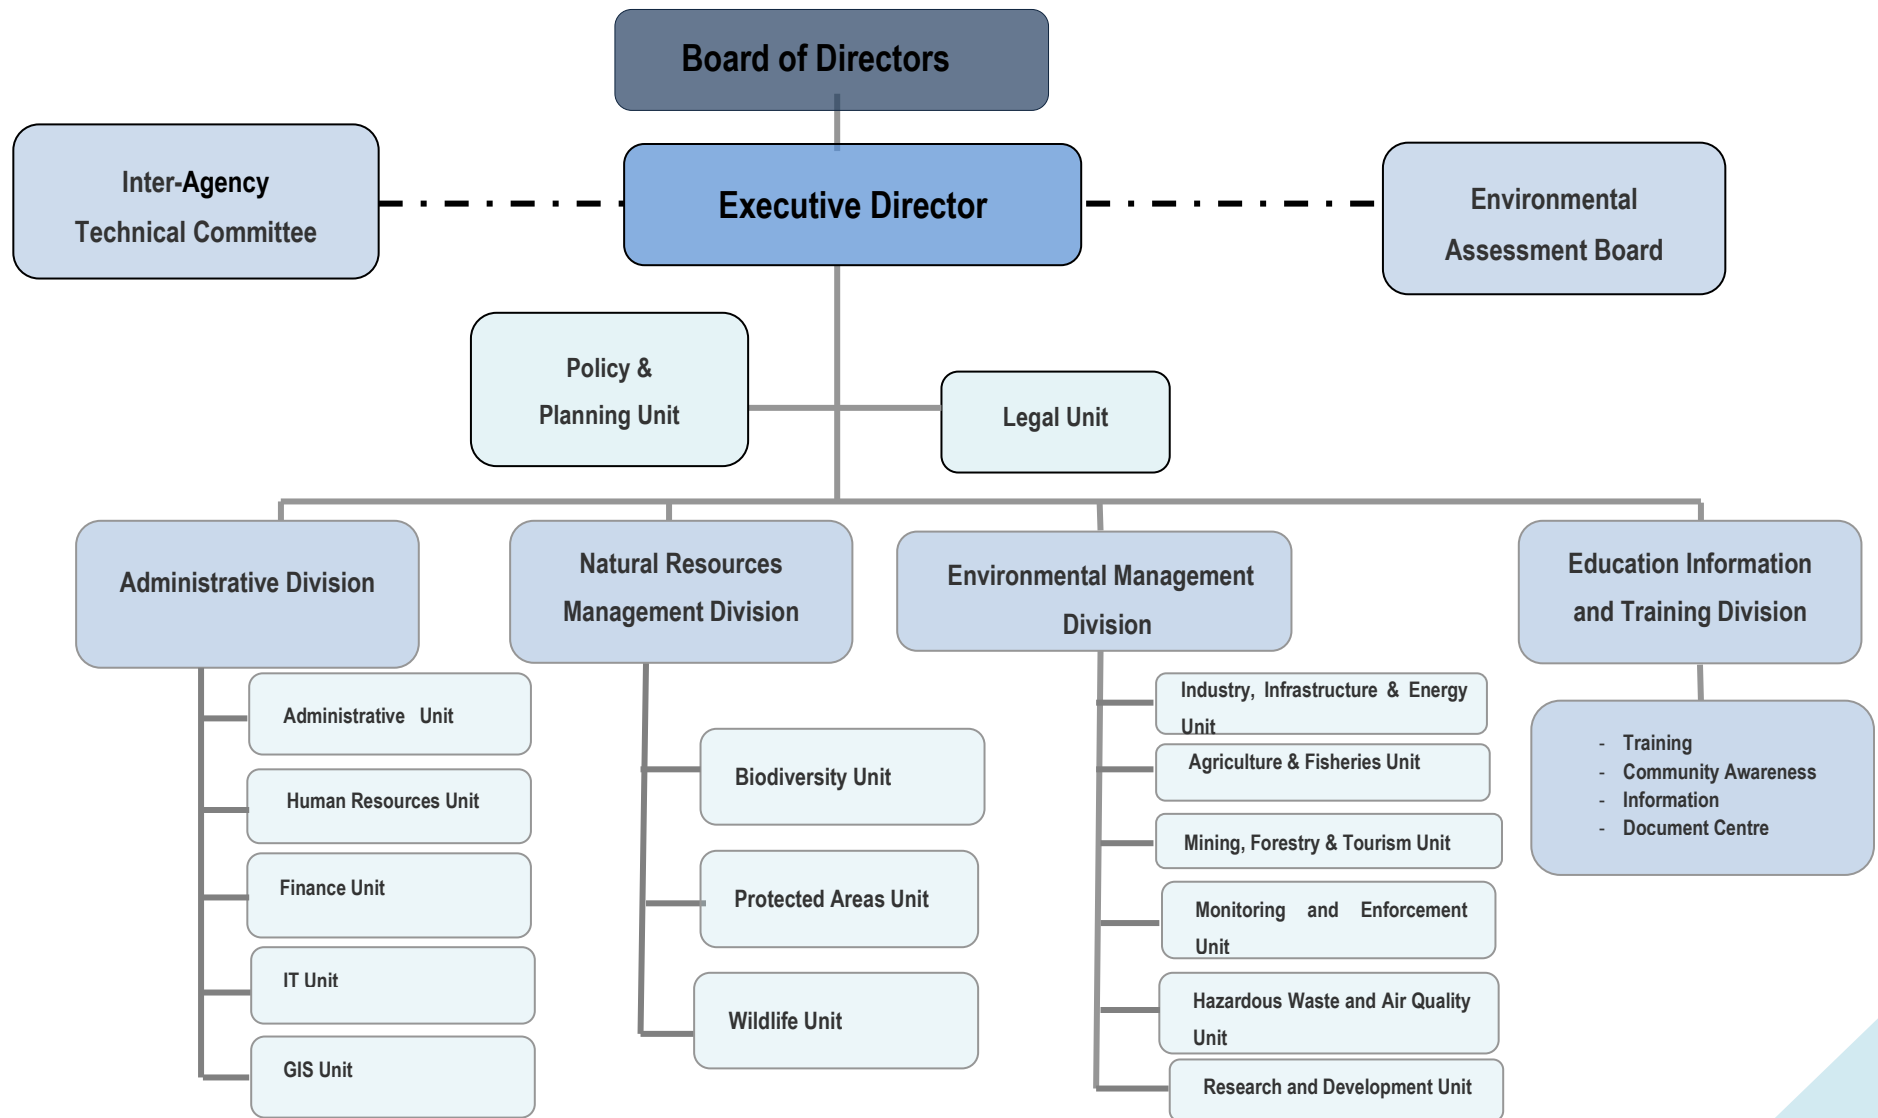 Board of Directors
Inter-Agency
Technical Committee
Executive Director
Environmental
Assessment Board
Policy &
Planning Unit
Legal Unit
Administrative Division
Natural Resources
Management Division
Environmental Management
Division
Education Information
and Training Division
Administrative Unit
Human Resources Unit
Finance Unit
IT Unit
GIS Unit
Biodiversity Unit
Protected Areas Unit
Wildlife Unit
Industry, Infrastructure & Energy
Unit
Agriculture & Fisheries Unit
Mining, Forestry & Tourism Unit
Monitoring and Enforcement
Unit
Hazardous Waste and Air Quality
Unit
Research and Development Unit
- Training
- Community Awareness
- Information
- Document Centre